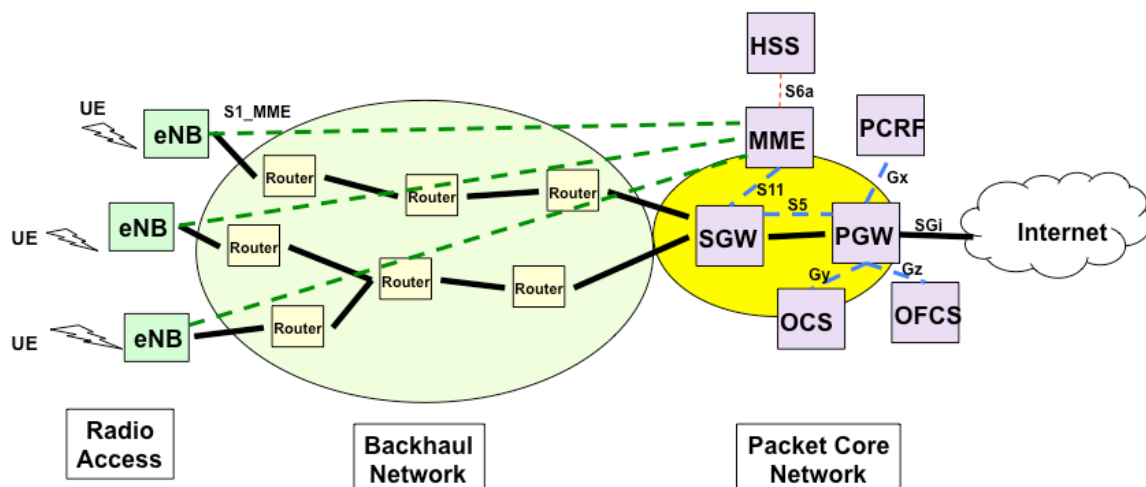 HSS
S6a
UE
S1_MME
eNB
MME
PCRF
Router
Router
Router
Gx
S11
S5
UE
eNB
Router
SGW
PGW
SGi
Internet
Router
Router
Gy
Gz
UE
eNB
Router
OCS
OFCS
Radio
Access
Backhaul
Network
Packet Core
Network